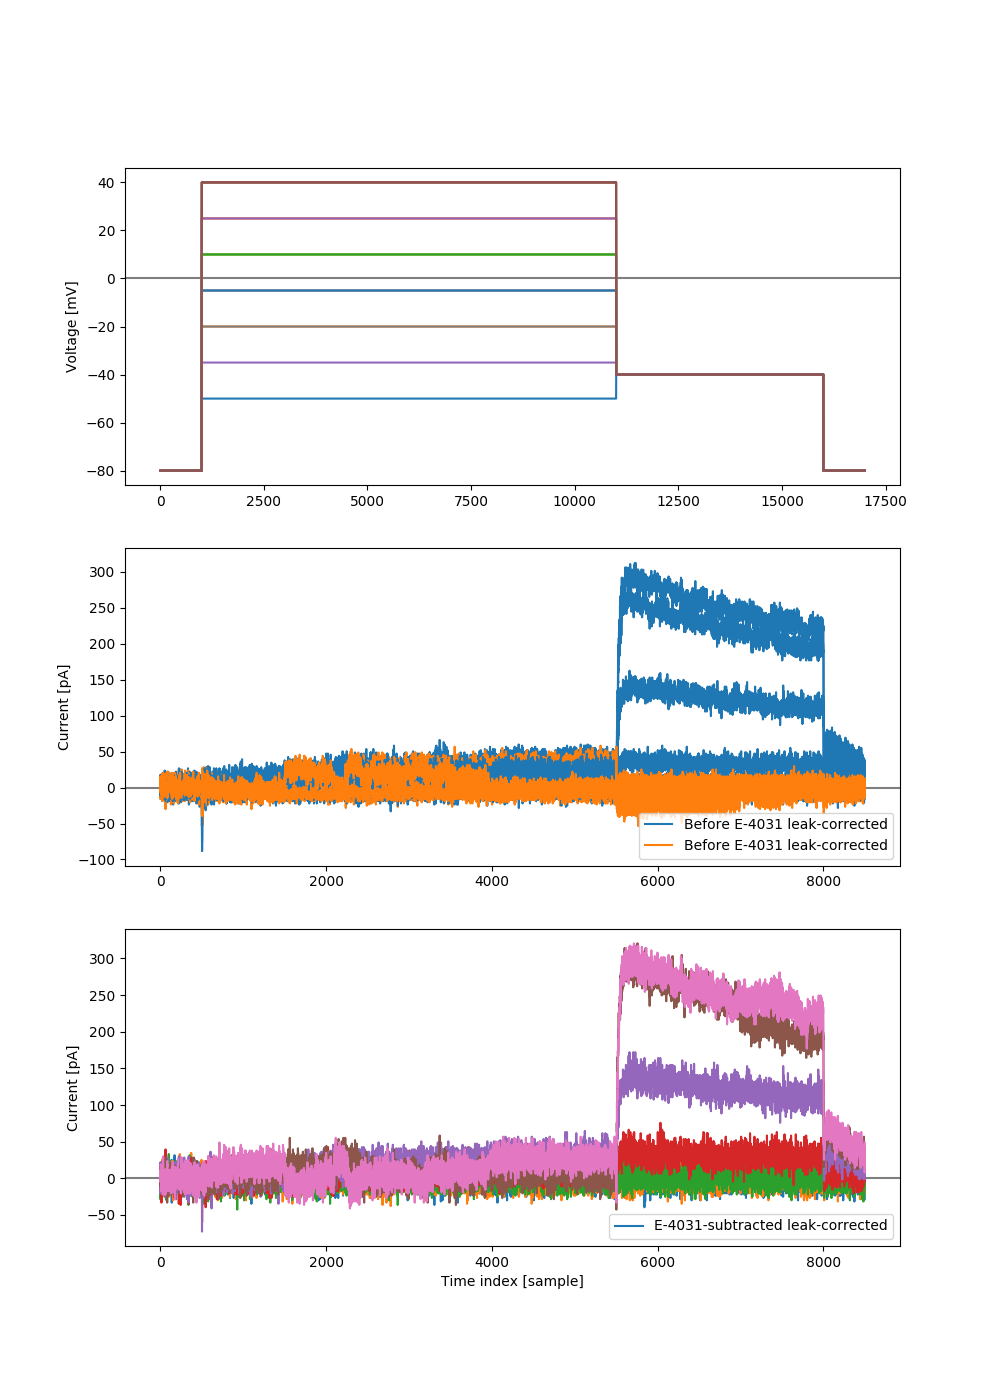 40
20
0
−20
−40
−60
−80
Voltage [mV]
0 2500 5000 7500 10000 12500 15000 17500
300
250
200
150
100
50
0
−50
−100
Current [pA]
Before E-4031 leak-corrected
Before E-4031 leak-corrected
0 2000 4000 6000 8000
300
250
200
150
100
50
0
−50
Current [pA]
E-4031-subtracted leak-corrected
0 2000 4000 6000 8000
Time index [sample]